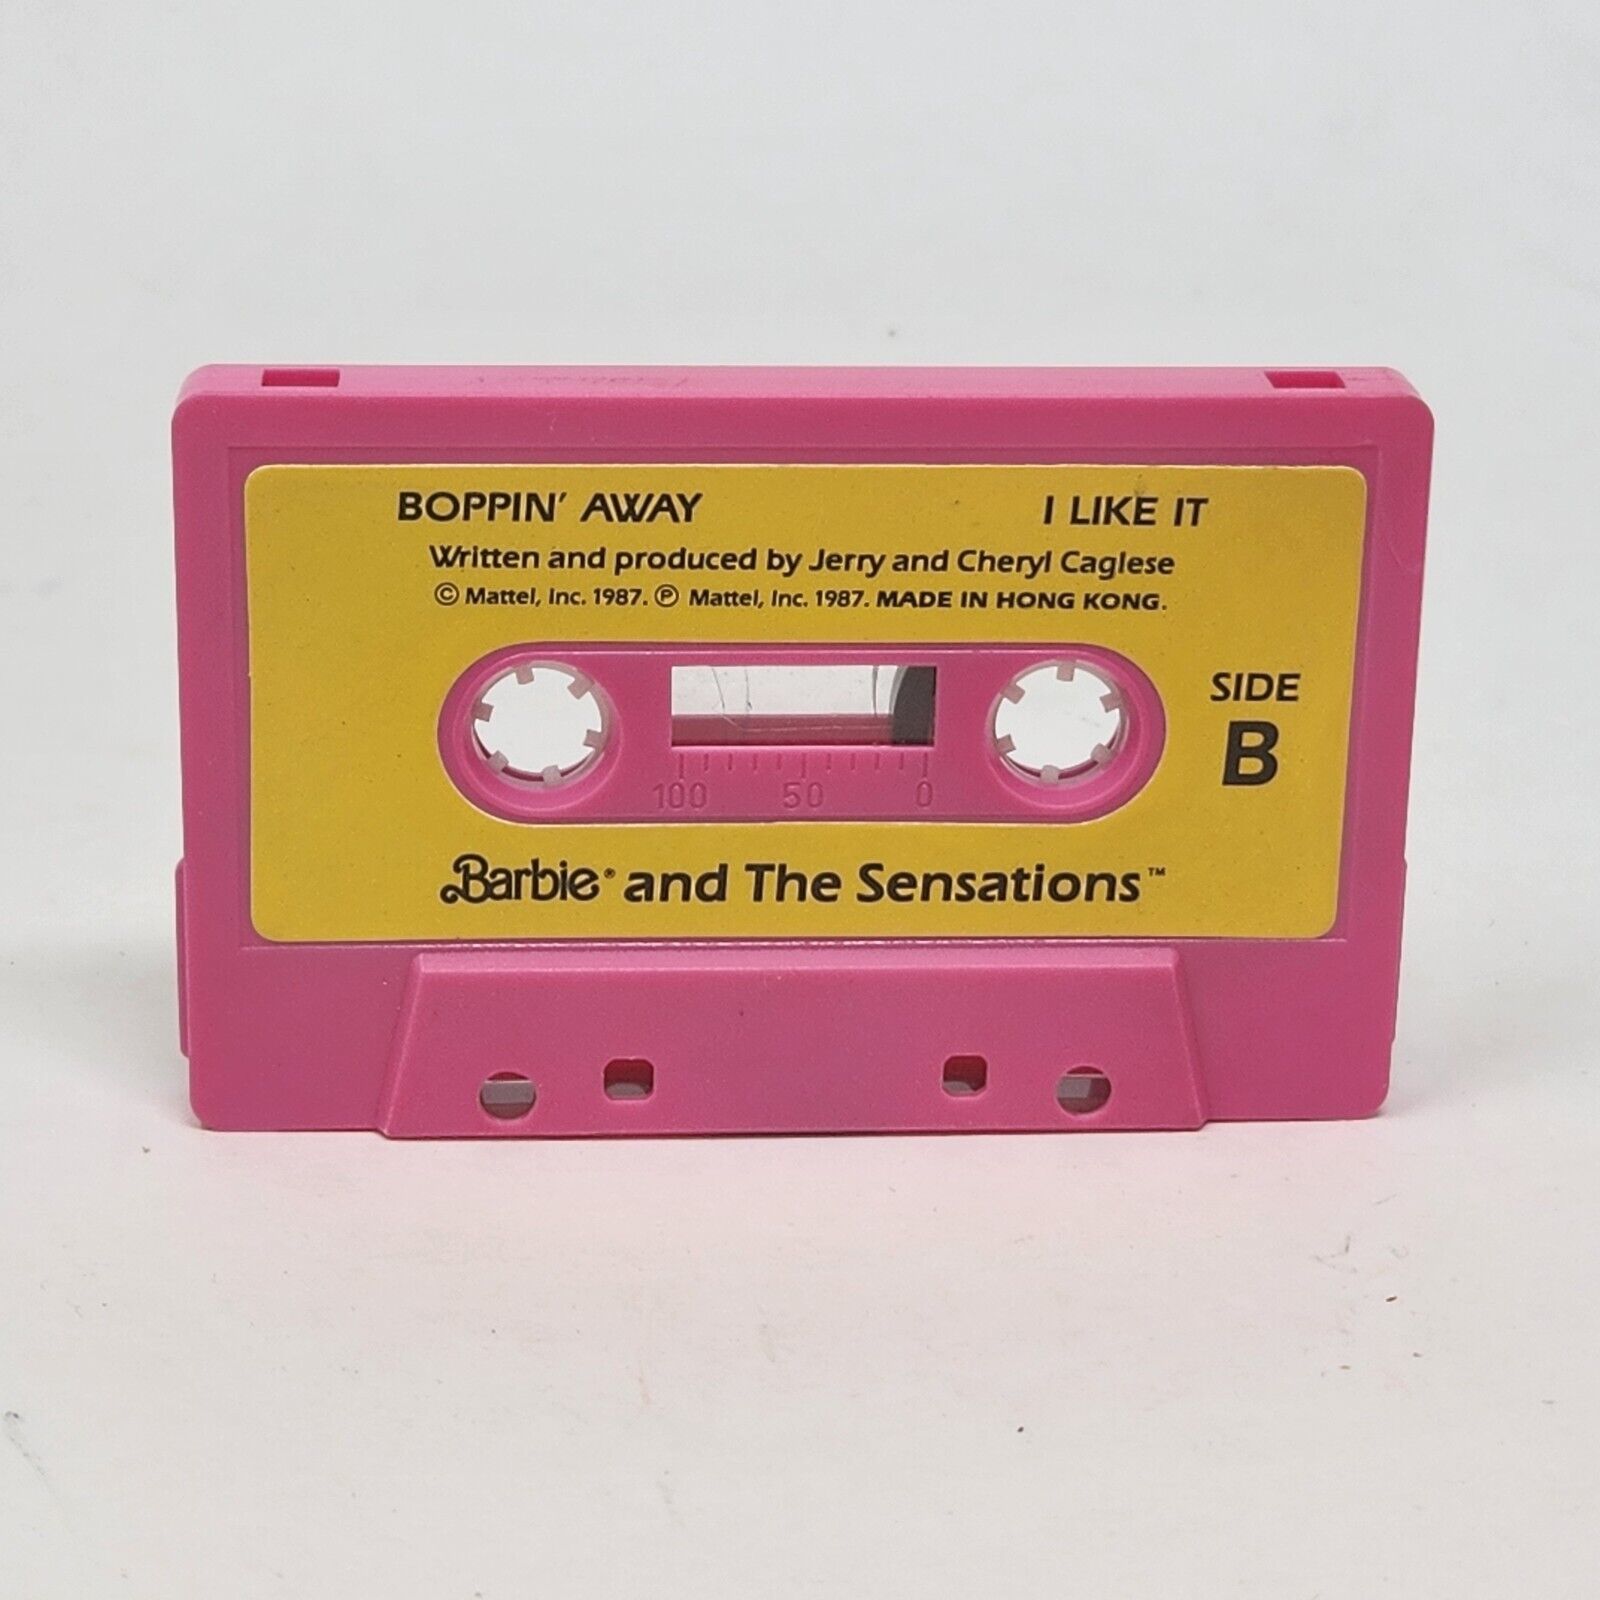 BOPPIN' AWAY I LIKE IT
Written and produced by Jerry and Cheryl Caglese
© Mattel, Inc. 1987. ℗ Mattel, Inc. 1987. MADE IN HONG KONG.
SIDE
B
100 50 0
Barbie® and The Sensations™